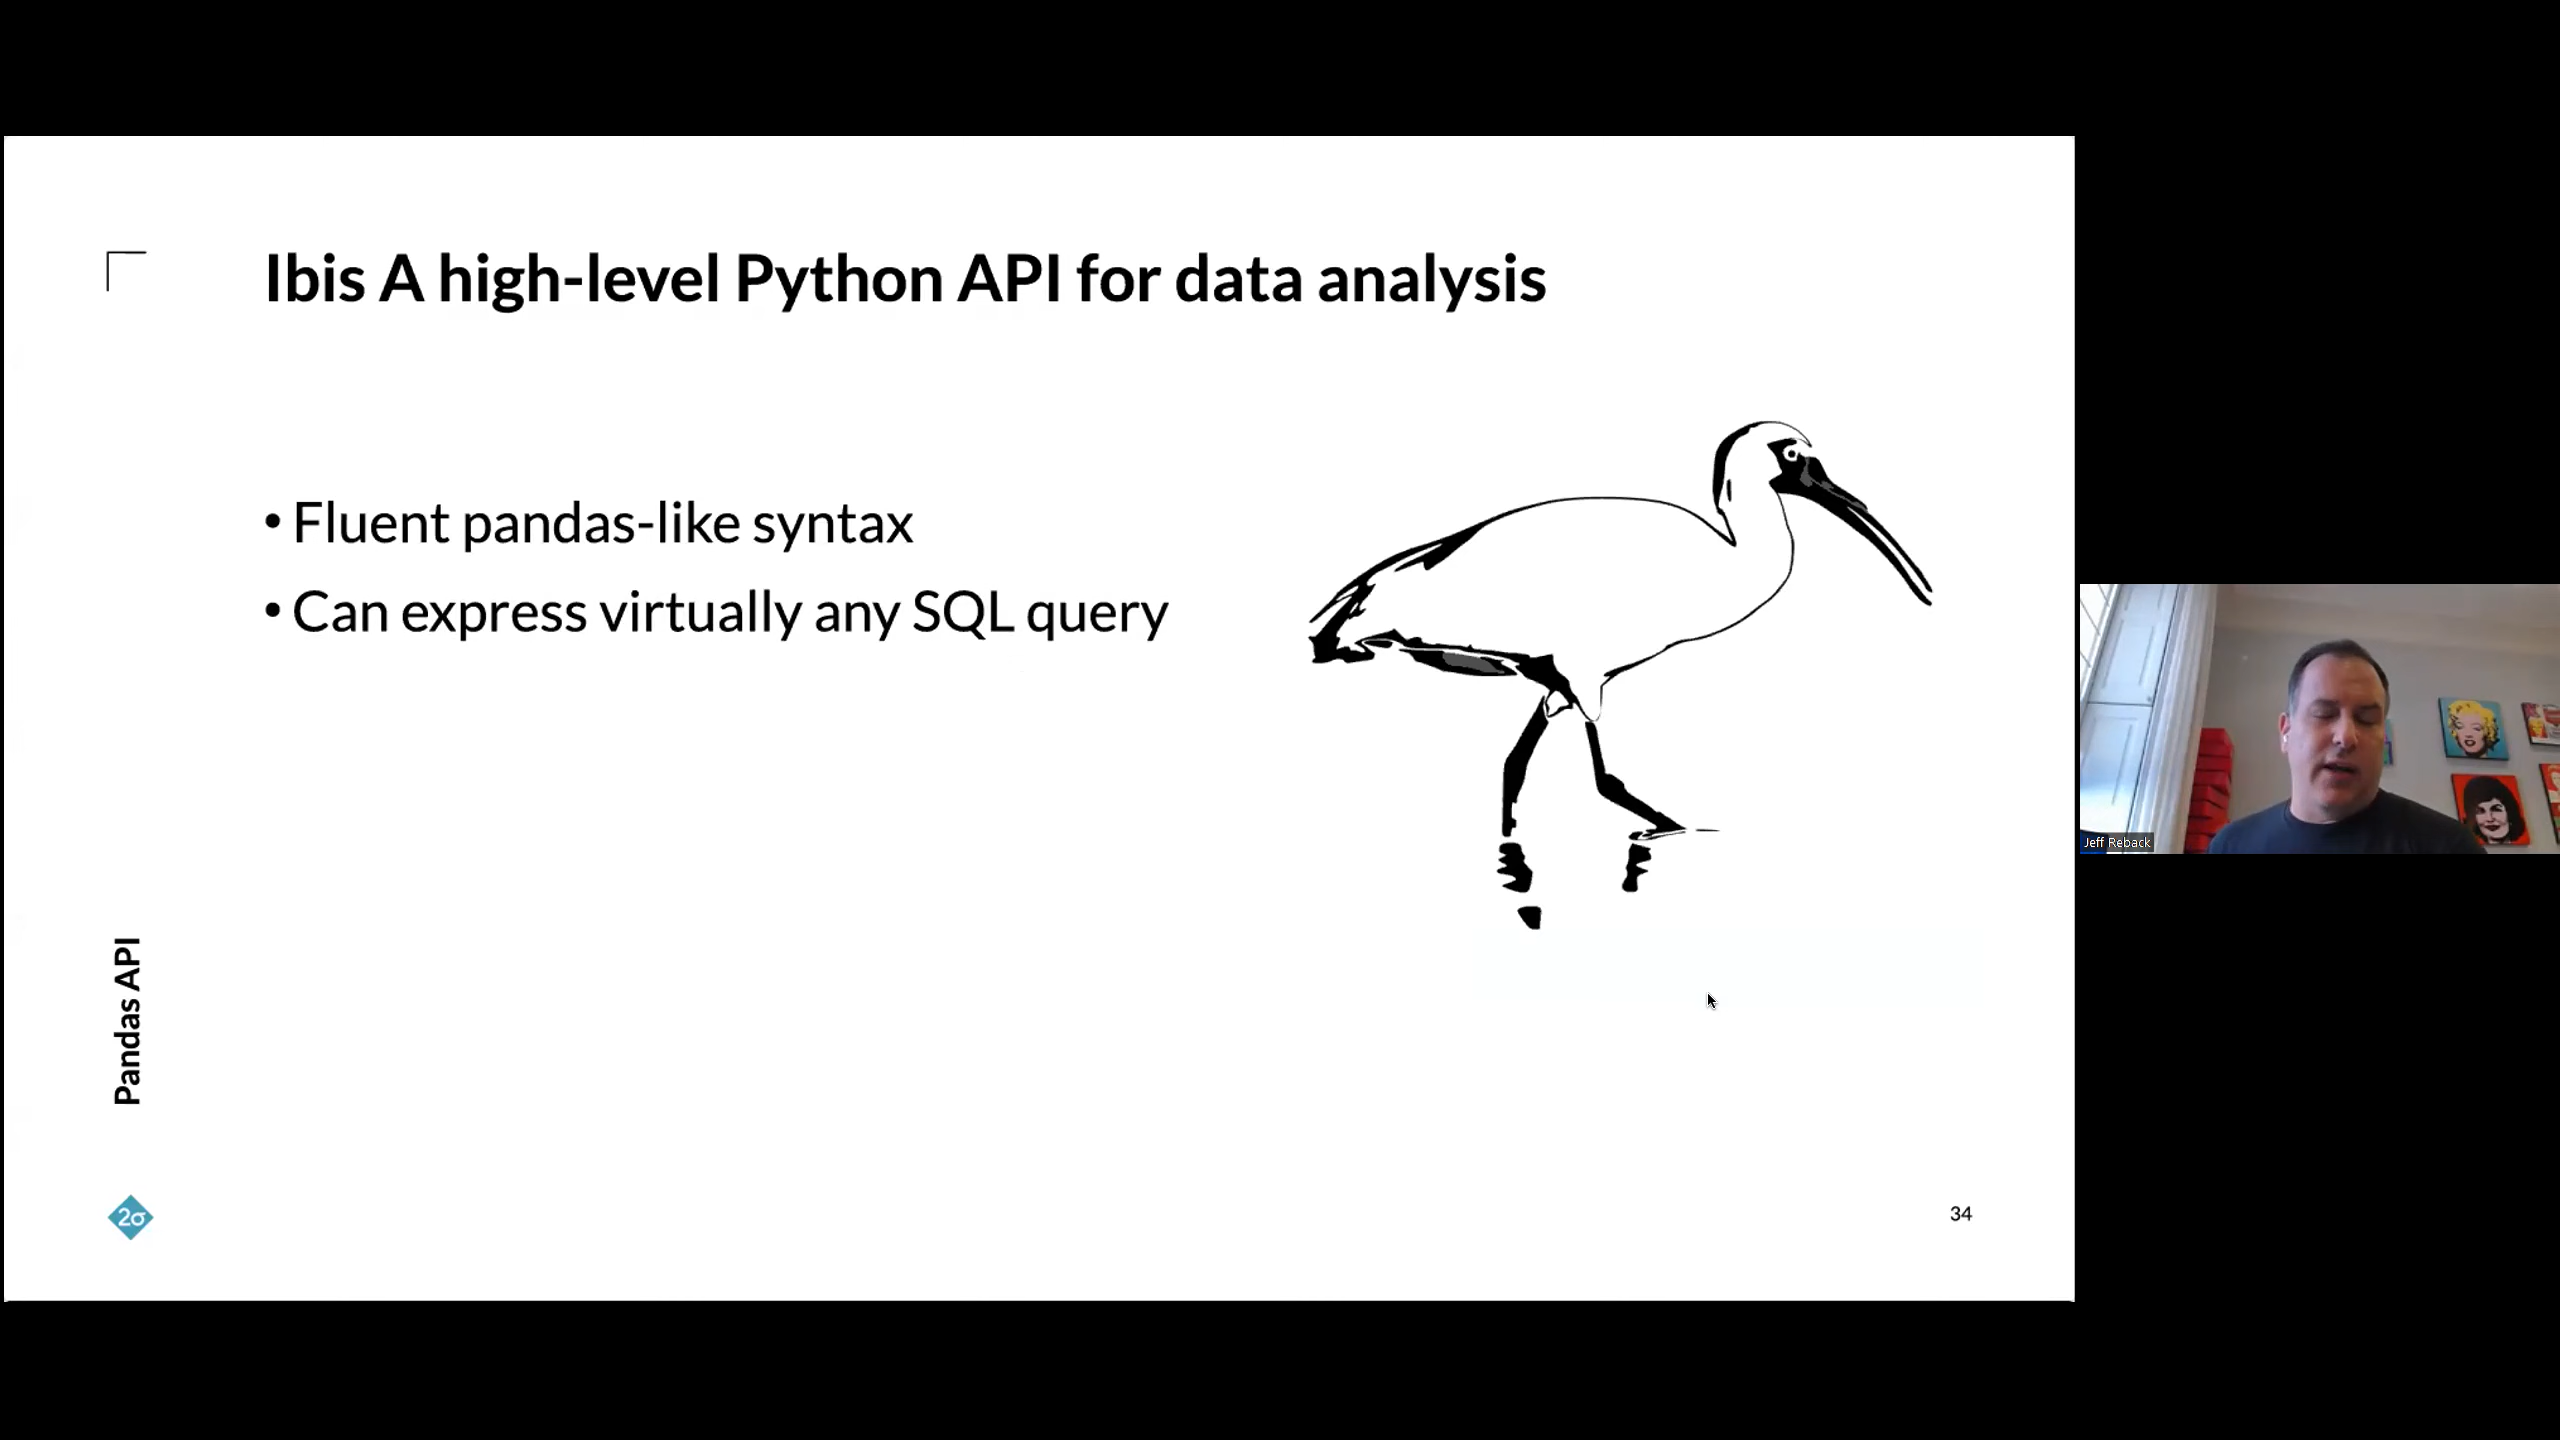 Ibis A high-level Python API for data analysis
• Fluent pandas-like syntax
• Can express virtually any SQL query
Pandas API
2σ
34
Jeff Reback